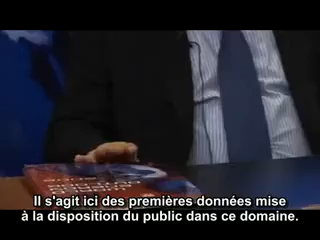 Il s'agit ici des premières données mise
à la disposition du public dans ce domaine.